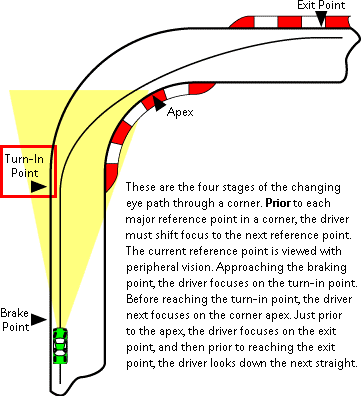 Exit Point
Apex
Turn-In
Point
Brake
Point
These are the four stages of the changing
eye path through a corner. Prior to each
major reference point in a corner, the driver
must shift focus to the next reference point.
The current reference point is viewed with
peripheral vision. Approaching the braking
point, the driver focuses on the turn-in point.
Before reaching the turn-in point, the driver
next focuses on the corner apex. Just prior
to the apex, the driver focuses on the exit
point, and then prior to reaching the exit
point, the driver looks down the next straight.